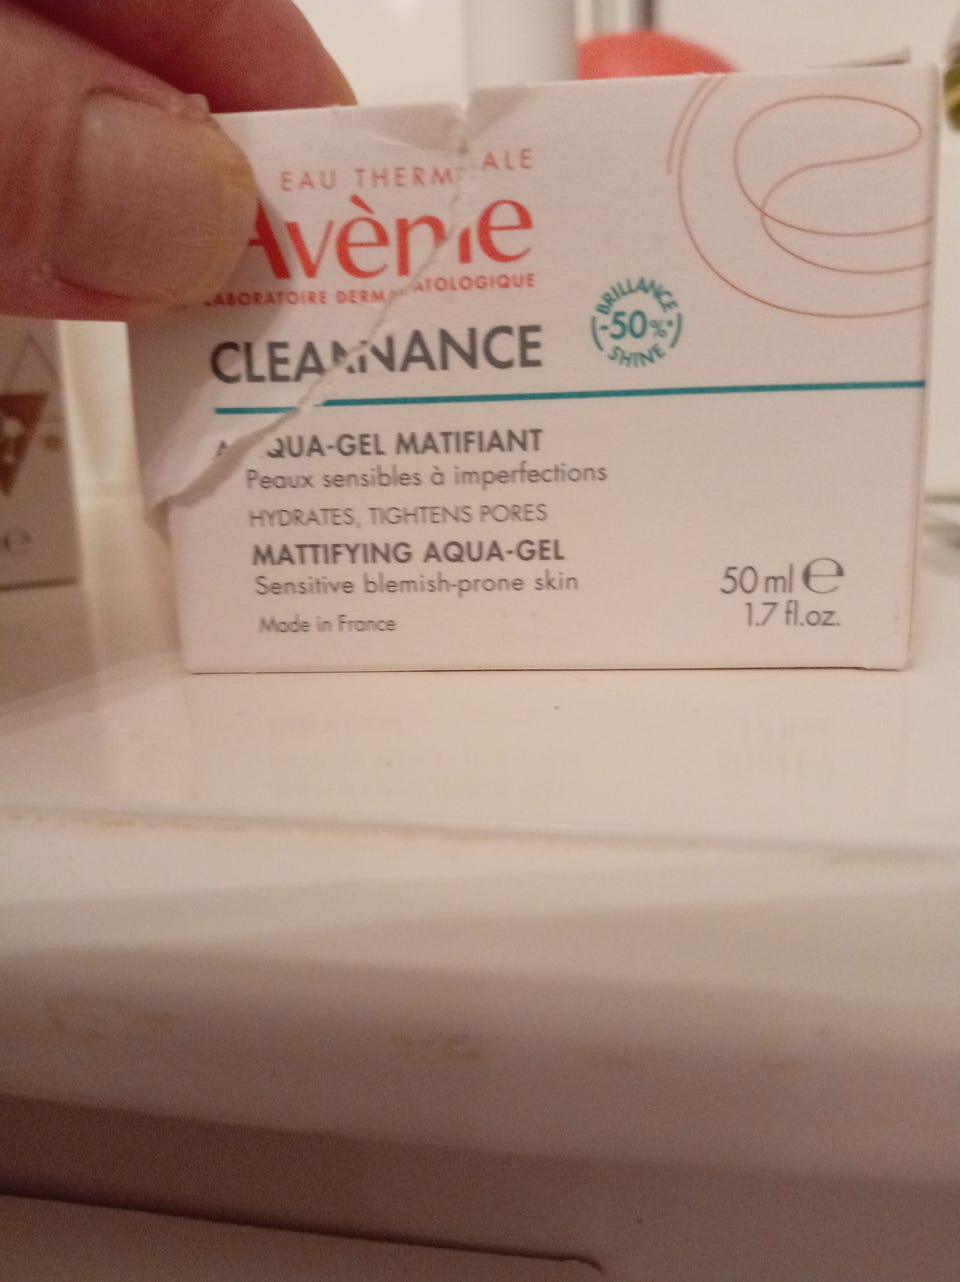 EAU THERMALE
Avène
LABORATOIRE DERMATOLOGIQUE
CLEANANCE
BRILLANCE
-50%*
SHINE
AQUA-GEL MATIFIANT
Peaux sensibles à imperfections
HYDRATES, TIGHTENS PORES
MATTIFYING AQUA-GEL
Sensitive blemish-prone skin
Made in France
50 ml ℮
1.7 fl.oz.
℮